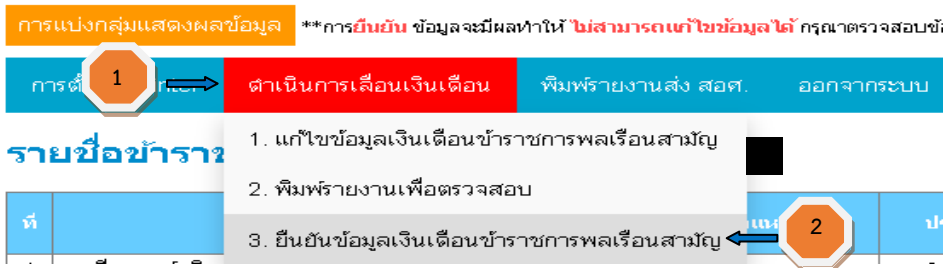 การแบ่งกลุ่มแสดงผลข้อมูล **การยืนยัน ข้อมูลจะมีผลทำให้ ไม่สามารถแก้ไขข้อมูลได้ กรุณาตรวจสอบข้อ
1 ดำเนินการเลื่อนเงินเดือน พิมพ์รายงานส่ง สอศ. ออกจากระบบ
รายชื่อข้าราช
1. แก้ไขข้อมูลเงินเดือนข้าราชการพลเรือนสามัญ
2. พิมพ์รายงานเพื่อตรวจสอบ
ที่
3. ยืนยันข้อมูลเงินเดือนข้าราชการพลเรือนสามัญ 2